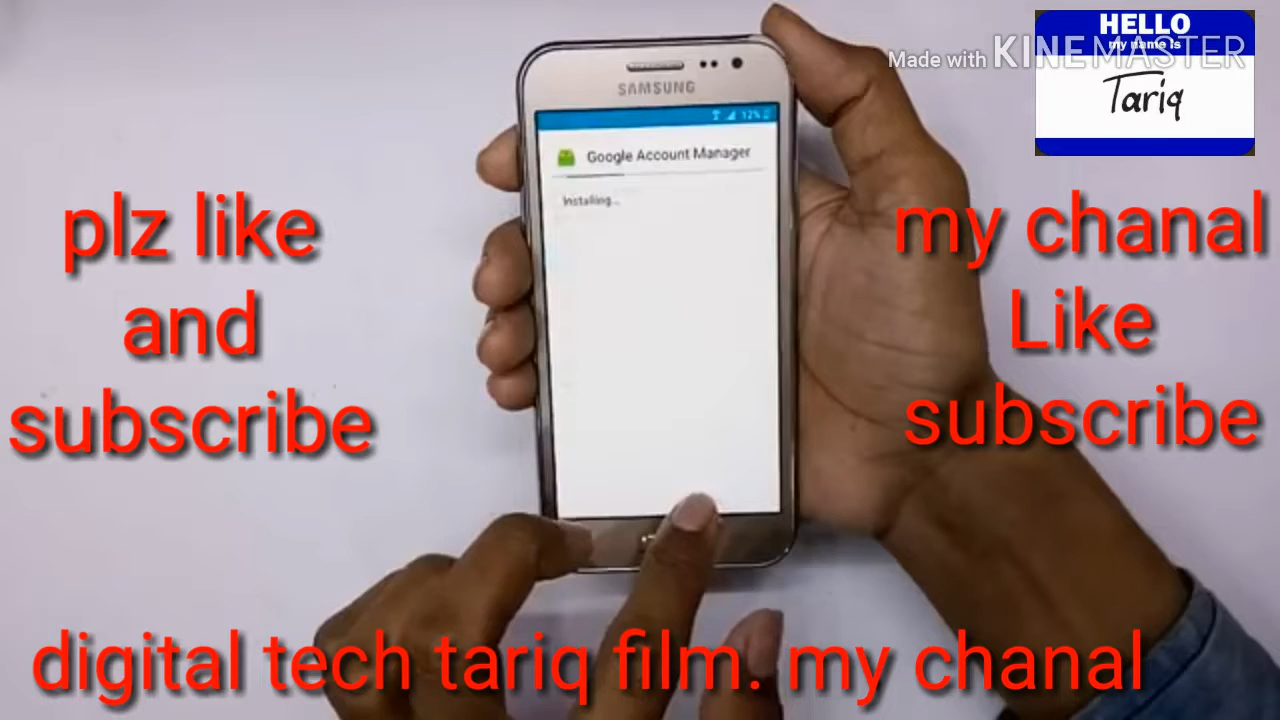 HELLO
my name is
Made with KINEMASTER
Tariq
SAMSUNG
12%
Google Account Manager
Installing...
plz like
and
subscribe
my chanal
Like
subscribe
digital tech tariq film. my chanal